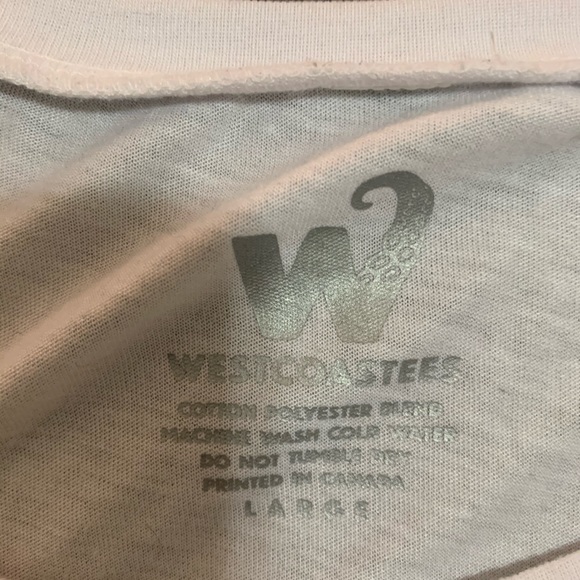 W
WESTCOASTEES
COTTON POLYESTER BLEND
MACHINE WASH COLD WATER
DO NOT TUMBLE DRY
PRINTED IN CANADA
LARGE